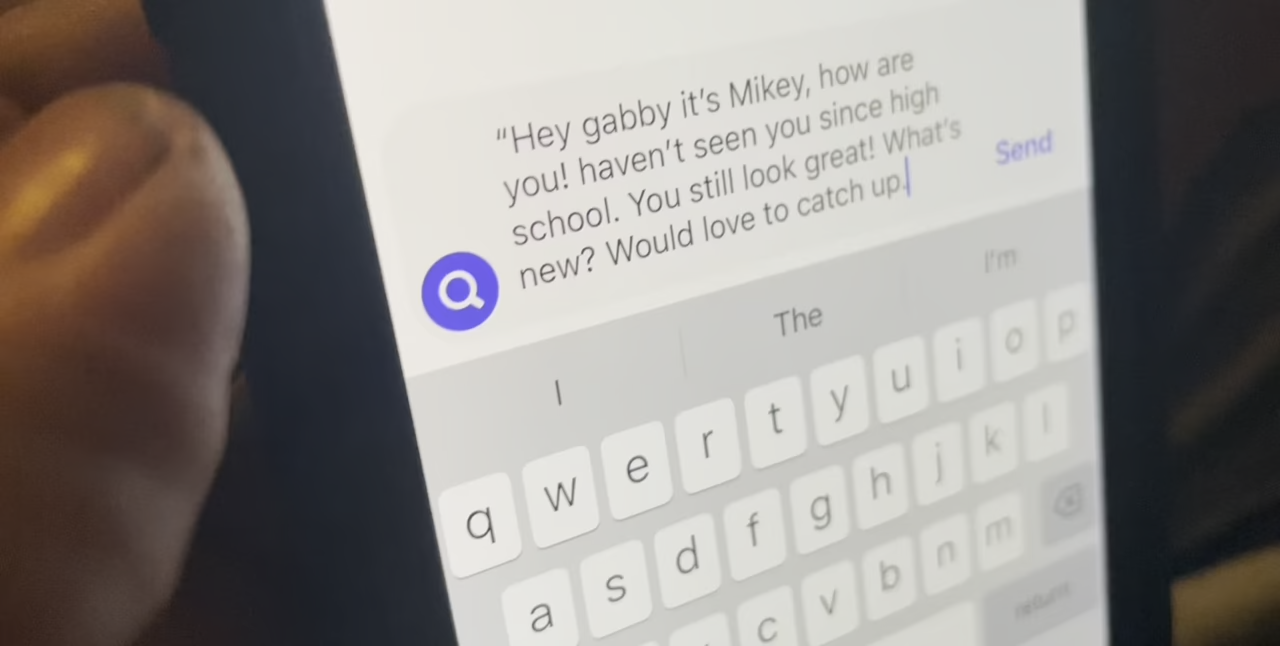 “Hey gabby it's Mikey, how are
you! haven't seen you since high
school. You still look great! What's
new? Would love to catch up.
Send
I The I'm
q w e r t y u i o p
a s d f g h j k l
c v b n m
return